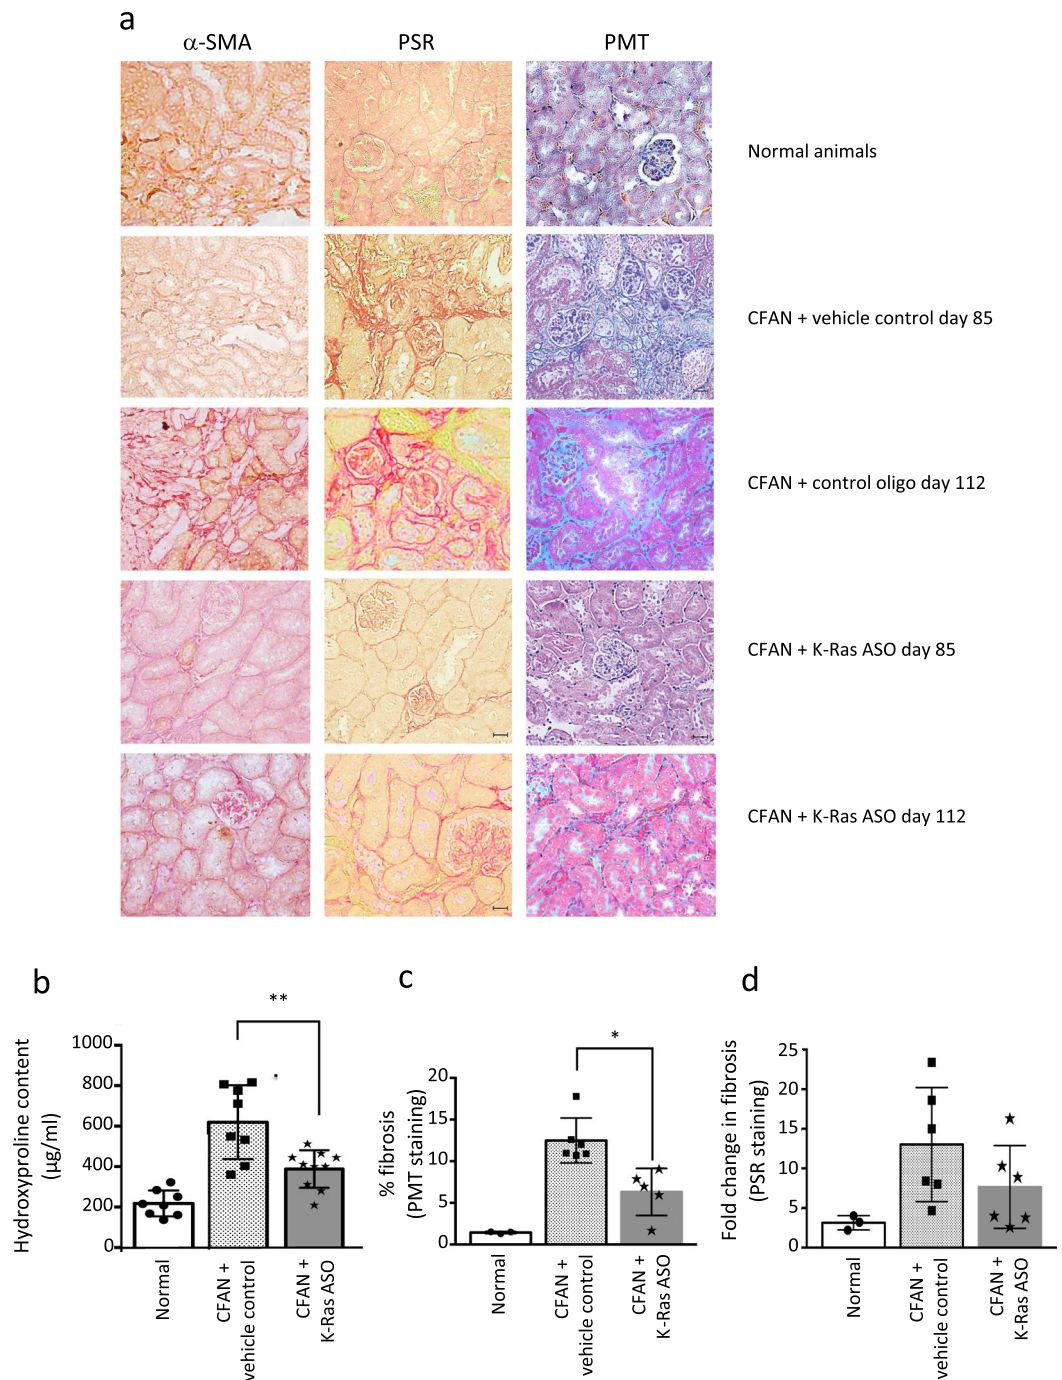 a
α-SMA PSR PMT
Normal animals
CFAN + vehicle control day 85
CFAN + control oligo day 112
CFAN + K-Ras ASO day 85
CFAN + K-Ras ASO day 112
b
Hydroxyproline content
(µg/ml)
1000
800
600
400
200
0
**
Normal
CFAN +
vehicle control
CFAN +
K-Ras ASO
c
% fibrosis
(PMT staining)
20
15
10
5
0
*
Normal
CFAN +
vehicle control
CFAN +
K-Ras ASO
d
Fold change in fibrosis
(PSR staining)
25
20
15
10
5
0
Normal
CFAN +
vehicle control
CFAN +
K-Ras ASO